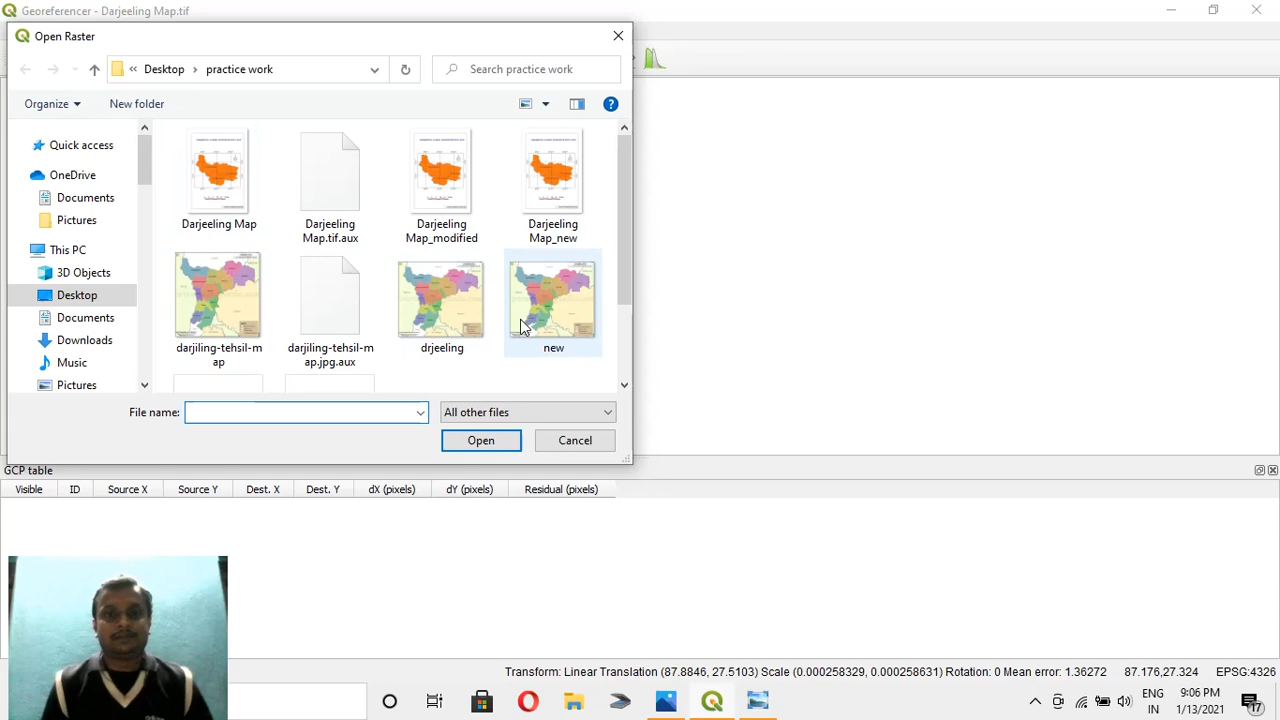 Georeferencer - Darjeeling Map.tif
Open Raster
Desktop
practice work
Search practice work
Organize
New folder
Quick access
OneDrive
Documents
Pictures
This PC
3D Objects
Desktop
Documents
Downloads
Music
Pictures
Darjeeling Map
Darjeeling
Map.tif.aux
Darjeeling
Map_modified
Darjeeling
Map_new
darjiling-tehsil-m
ap
darjiling-tehsil-m
ap.jpg.aux
drjeeling
new
File name:
All other files
Open
Cancel
GCP table
Visible
ID
Source X
Source Y
Dest. X
Dest. Y
dX (pixels)
dY (pixels)
Residual (pixels)
Transform: Linear Translation (87.8846, 27.5103) Scale (0.000258329, 0.000258631) Rotation: 0 Mean error: 1.36272
87.176,27.324
EPSG:4326
ENG
IN
9:06 PM
1/13/2021
17